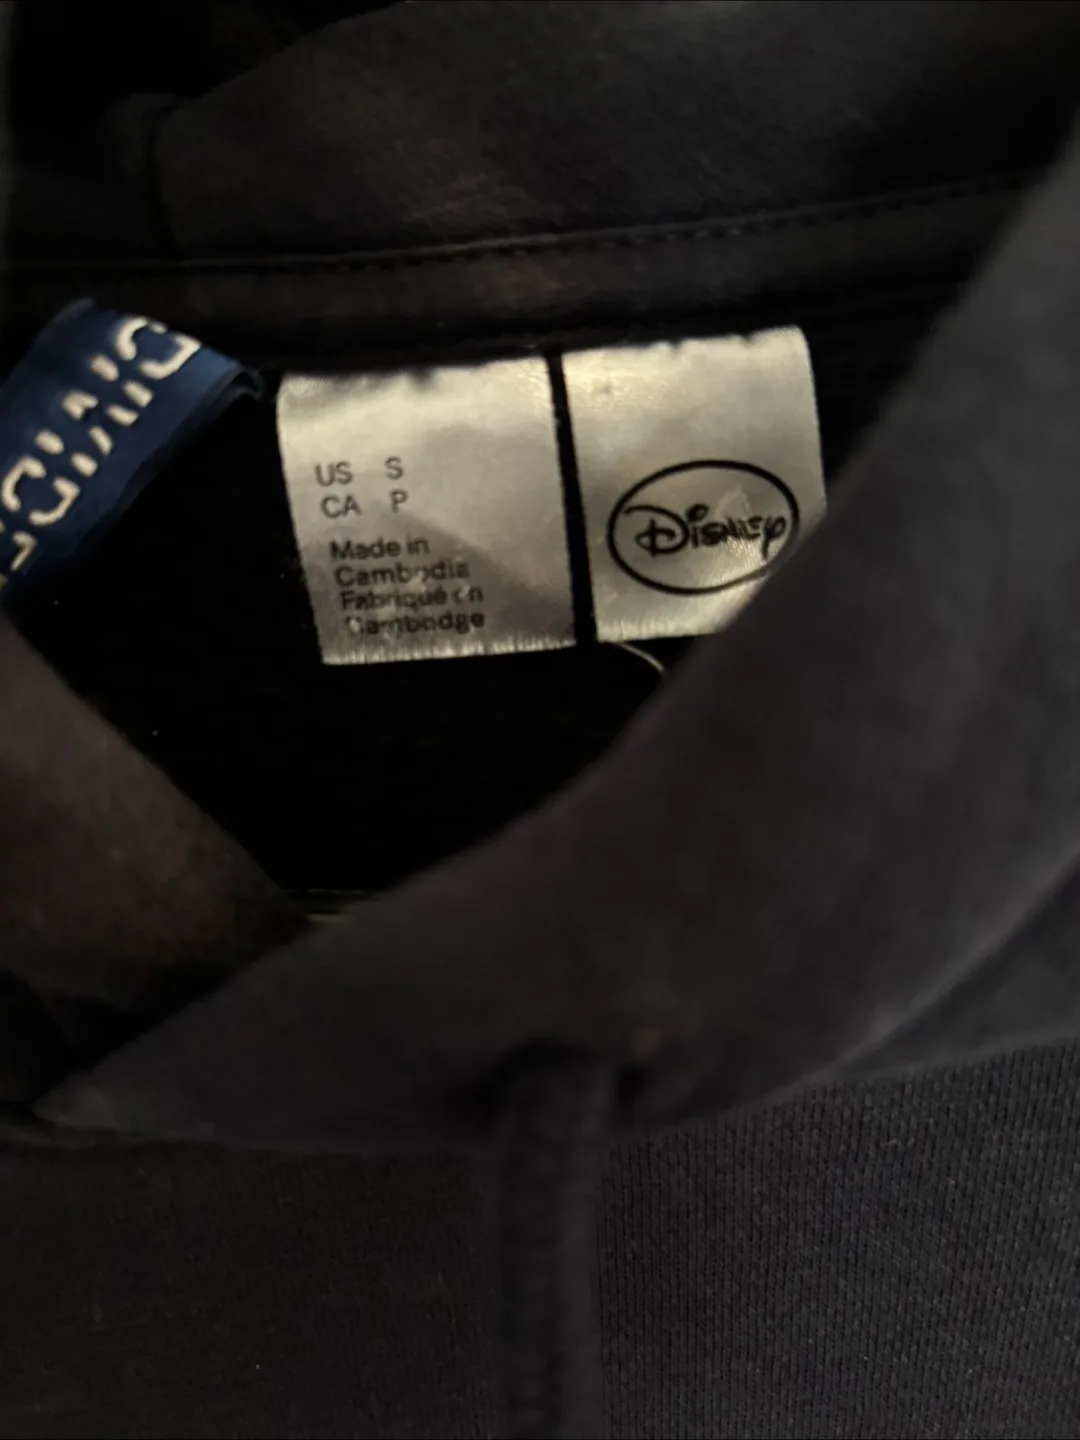 US S
CA P
Made in
Cambodia
Fabriqué en
Cambodge
Disney